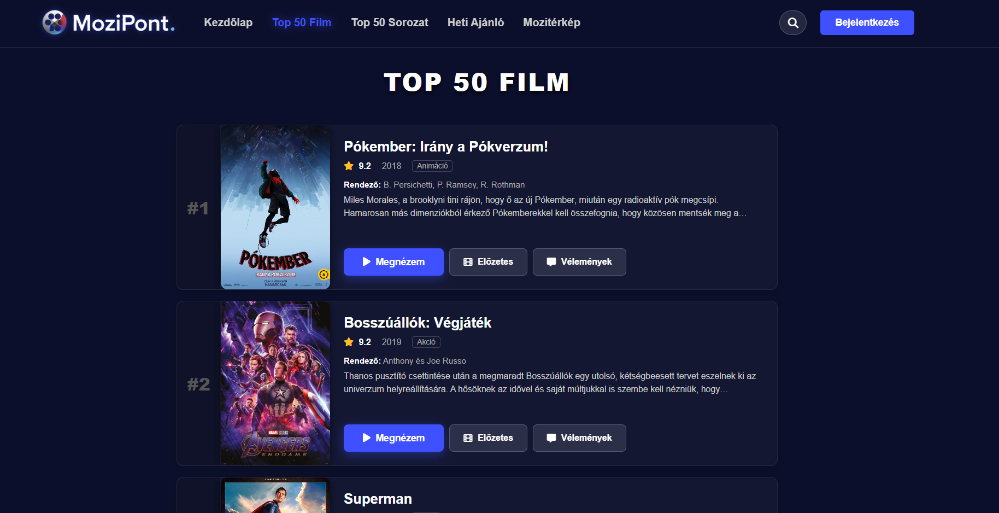 MoziPont.
Kezdőlap
Top 50 Film
Top 50 Sorozat
Heti Ajánló
Mozitérkép
Bejelentkezés
TOP 50 FILM
#1
PÓKEMBER
IRÁNY A PÓKVERZUM
CSAK A MOZIKBAN
HAMAROSAN
6
Pókember: Irány a Pókverzum!
9.2 2018 Animáció
Rendező: B. Persichetti, P. Ramsey, R. Rothman
Miles Morales, a brooklyni tini rájön, hogy ő az új Pókember, miután egy radioaktív pók megcsípi.
Hamarosan más dimenziókból érkező Pókemberekkel kell összefognia, hogy közösen mentsék meg a…
Megnézem
Előzetes
Vélemények
#2
MARVEL STUDIOS
AVENGERS
ENDGAME
Bosszúállók: Végjáték
9.2 2019 Akció
Rendező: Anthony és Joe Russo
Thanos pusztító csettintése után a megmaradt Bosszúállók egy utolsó, kétségbeesett tervet eszelnek ki az
univerzum helyreállítására. A hősöknek az idővel és saját múltjukkal is szembe kell nézniük, hogy…
Megnézem
Előzetes
Vélemények
Superman